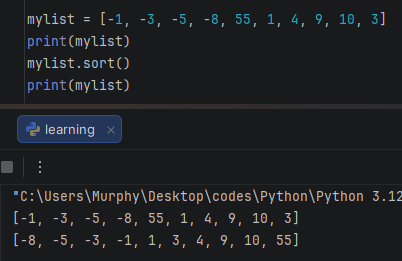 mylist = [-1, -3, -5, -8, 55, 1, 4, 9, 10, 3]
print(mylist)
mylist.sort()
print(mylist)
learning
"C:\Users\Murphy\Desktop\codes\Python\Python 3.12
[-1, -3, -5, -8, 55, 1, 4, 9, 10, 3]
[-8, -5, -3, -1, 1, 3, 4, 9, 10, 55]